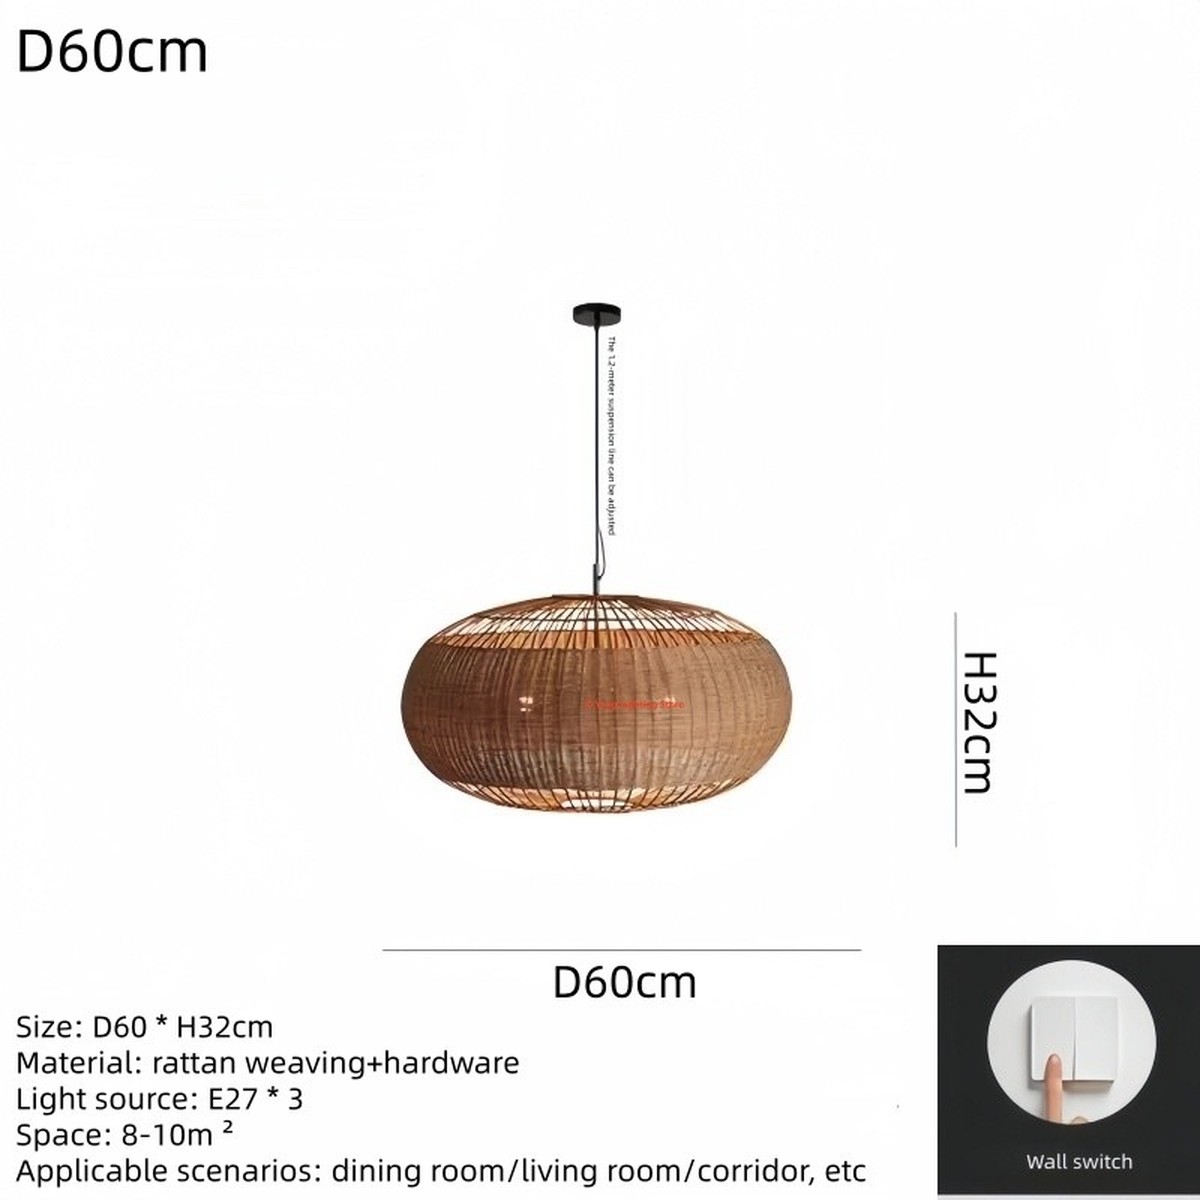 D60cm
The 1.2-meter suspension line can be adjusted
H32cm
D60cm
Size: D60 * H32cm
Material: rattan weaving+hardware
Light source: E27 * 3
Space: 8-10m ²
Applicable scenarios: dining room/living room/corridor, etc
Wall switch